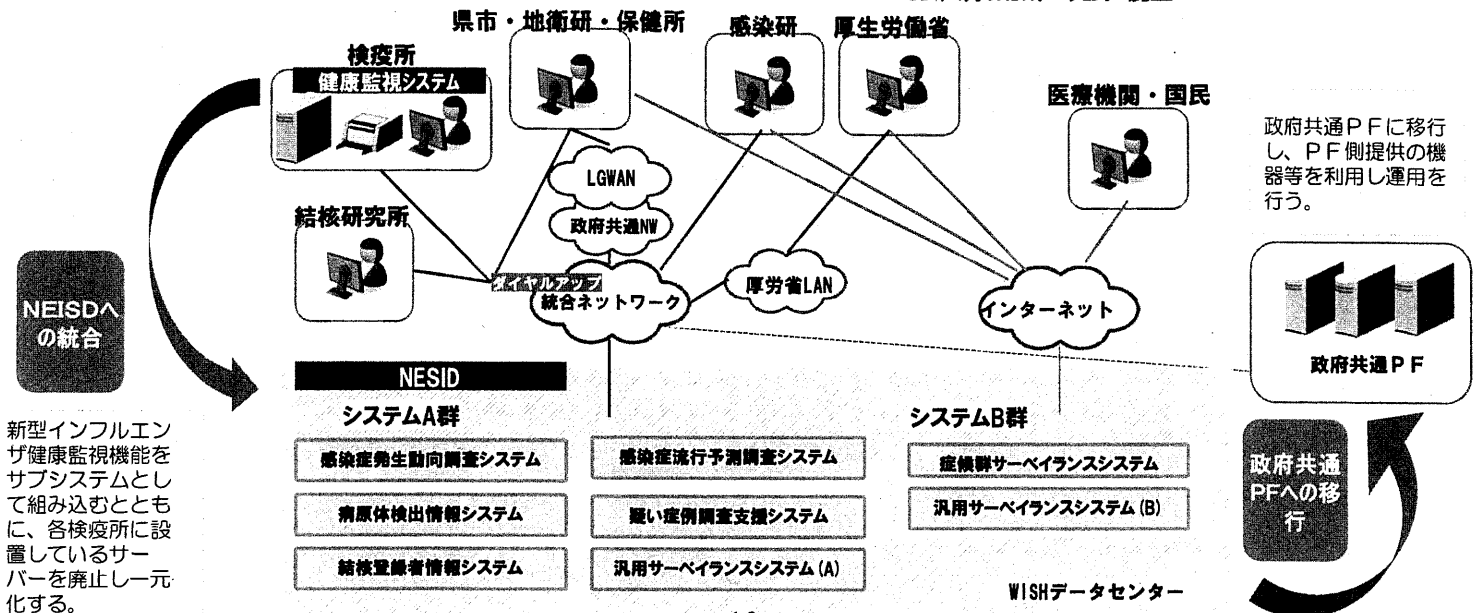 県市・地衛研・保健所
感染研
厚生労働省
検疫所
健康監視システム
医療機関・国民
政府共通PFに移行
し、PF側提供の機
器等を利用し運用を
行う。
LGWAN
政府共通NW
結核研究所
ダイヤルアップ
統合ネットワーク
厚労省LAN
インターネット
NEISDへ
の統合
政府共通PF
NESID
システムA群
システムB群
新型インフルエン
ザ健康監視機能を
サブシステムとし
て組み込むととも
に、各検疫所に設
置しているサー
バーを廃止し一元
化する。
感染症発生動向調査システム
感染症流行予測調査システム
症候群サーベイランスシステム
病原体検出情報システム
疑い症例調査支援システム
汎用サーベイランスシステム(B)
結核登録者情報システム
汎用サーベイランスシステム(A)
政府共通
PFへの移
行
WISHデータセンター